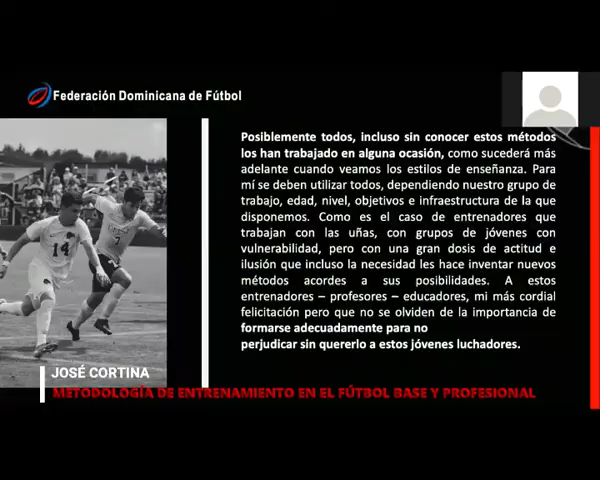 Federación Dominicana de Fútbol
Posiblemente todos, incluso sin conocer estos métodos
los han trabajado en alguna ocasión, como sucederá más
adelante cuando veamos los estilos de enseñanza. Para
mí se deben utilizar todos, dependiendo nuestro grupo de
trabajo, edad, nivel, objetivos e infraestructura de la que
disponemos. Como es el caso de entrenadores que
trabajan con las uñas, con grupos de jóvenes con
vulnerabilidad, pero con una gran dosis de actitud e
ilusión que incluso la necesidad les hace inventar nuevos
métodos acordes a sus posibilidades. A estos
entrenadores – profesores – educadores, mi más cordial
felicitación pero que no se olviden de la importancia de
formarse adecuadamente para no
perjudicar sin quererlo a estos jóvenes luchadores.
14
7
JOSÉ CORTINA
METODOLOGÍA DE ENTRENAMIENTO EN EL FÚTBOL BASE Y PROFESIONAL